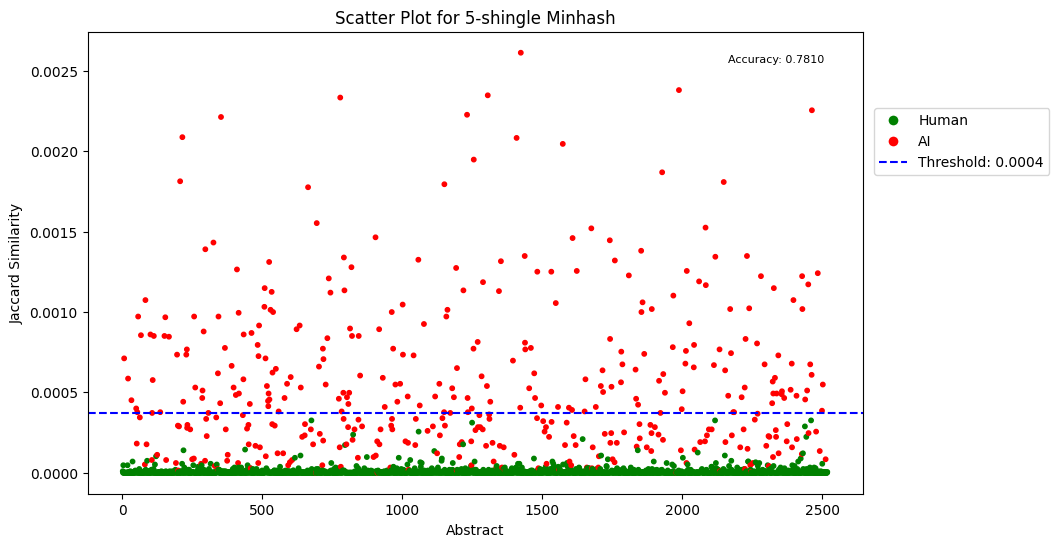 Scatter Plot for 5-shingle Minhash
Accuracy: 0.7810
Human
AI
Threshold: 0.0004
Jaccard Similarity
0.0025
0.0020
0.0015
0.0010
0.0005
0.0000
0 500 1000 1500 2000 2500
Abstract